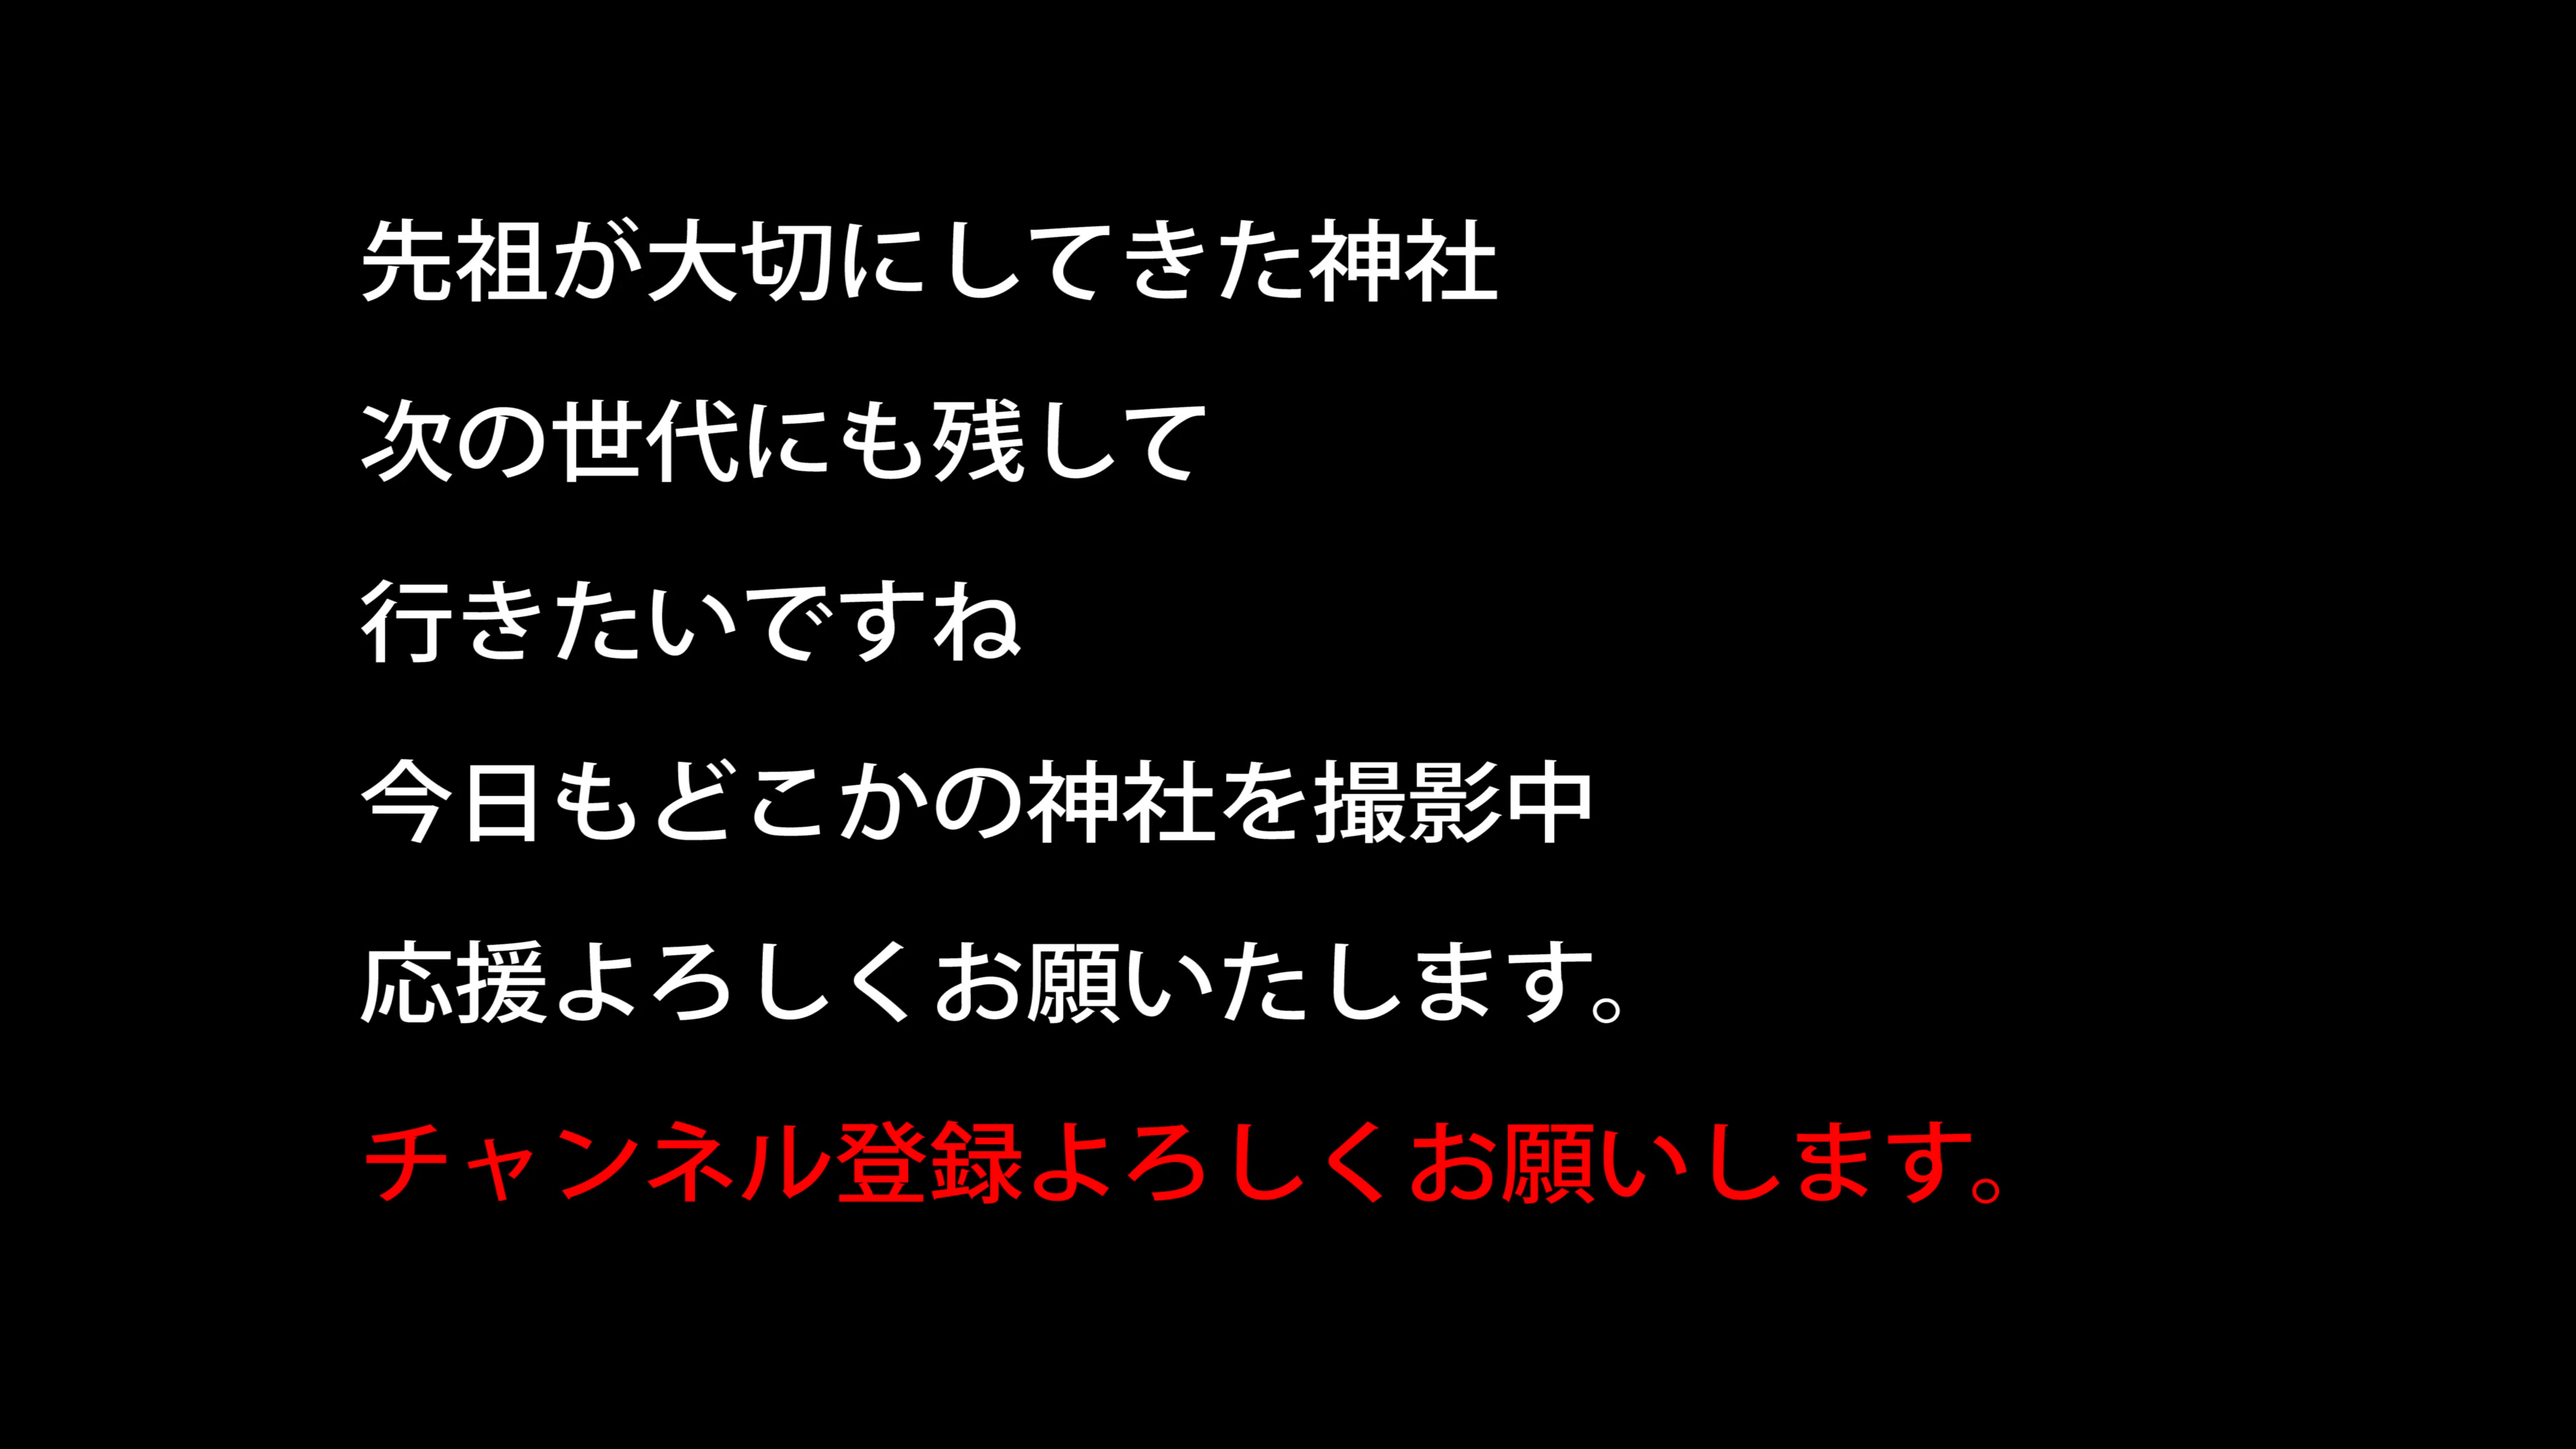 先祖が大切にしてきた神社
次の世代にも残して
行きたいですね
今日もどこかの神社を撮影中
応援よろしくお願いたします。
チャンネル登録よろしくお願いします。